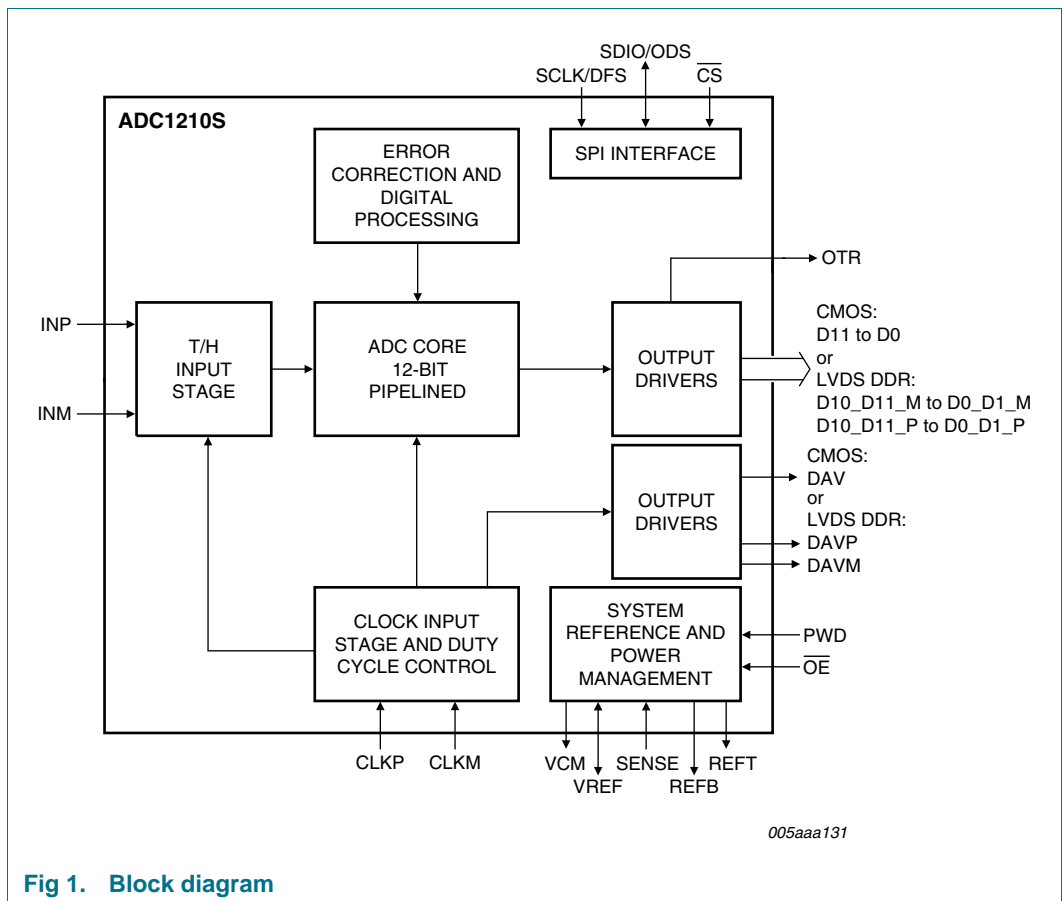 SDIO/ODS
SCLK/DFS
CS
ADC1210S
ERROR
CORRECTION AND
DIGITAL
PROCESSING
SPI INTERFACE
OTR
INP
INM
T/H
INPUT
STAGE
ADC CORE
12-BIT
PIPELINED
OUTPUT
DRIVERS
CMOS:
D11 to D0
or
LVDS DDR:
D10_D11_M to D0_D1_M
D10_D11_P to D0_D1_P
OUTPUT
DRIVERS
CMOS:
DAV
or
LVDS DDR:
DAVP
DAVM
CLOCK INPUT
STAGE AND DUTY
CYCLE CONTROL
SYSTEM
REFERENCE AND
POWER
MANAGEMENT
PWD
OE
CLKP
CLKM
VCM
VREF
SENSE
REFB
REFT
005aaa131
Fig 1. Block diagram